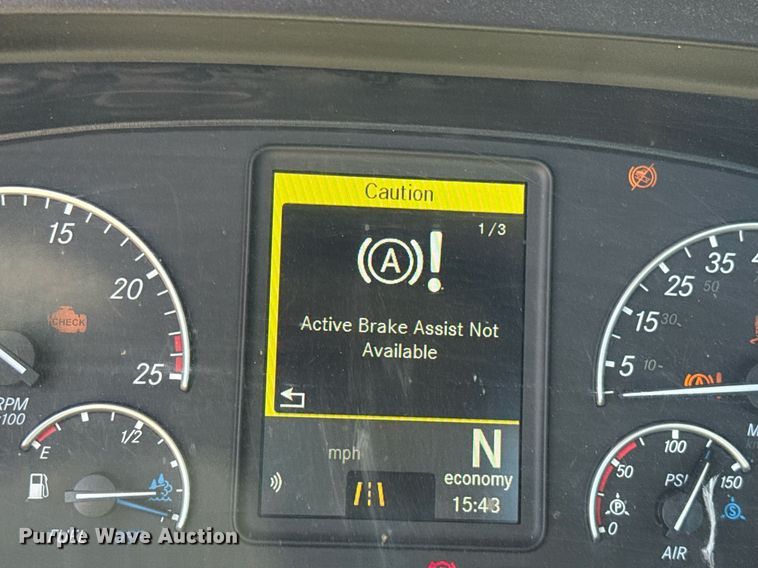 Caution
1/3
A
!
Active Brake Assist Not
Available
mph
N
economy
15:43
15
20
25
CHECK
RPM
x100
1/2
E
35
25
50
15
30
5
10
A
!
100
50
PSI
150
P
S
0
AIR
Purple Wave Auction